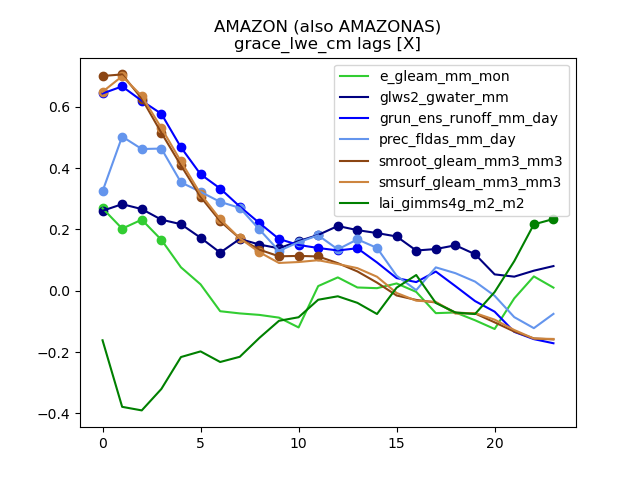 AMAZON (also AMAZONAS)
grace_lwe_cm lags [X]
e_gleam_mm_mon
glws2_gwater_mm
grun_ens_runoff_mm_day
prec_fldas_mm_day
smroot_gleam_mm3_mm3
smsurf_gleam_mm3_mm3
lai_gimms4g_m2_m2
0.6
0.4
0.2
0.0
−0.2
−0.4
0 5 10 15 20